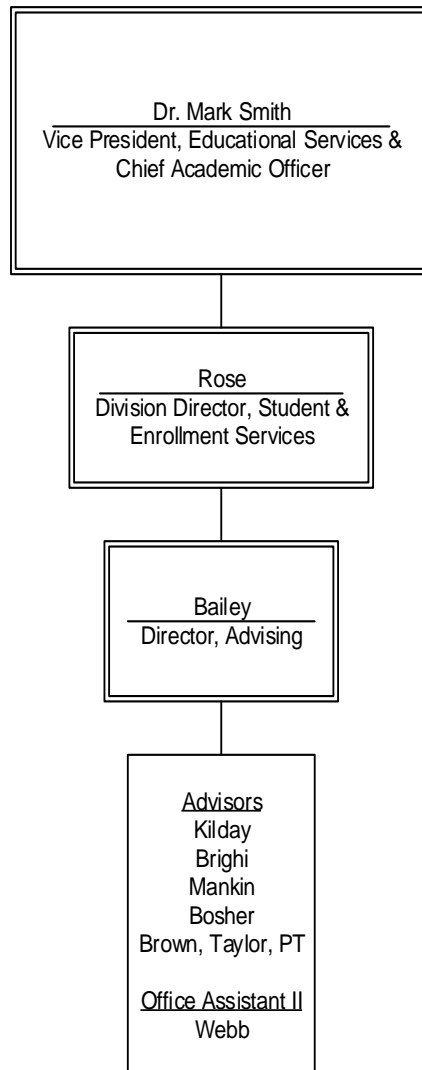 Dr. Mark Smith
Vice President, Educational Services &
Chief Academic Officer
Rose
Division Director, Student &
Enrollment Services
Bailey
Director, Advising
Advisors
Kilday
Brighi
Mankin
Bosher
Brown, Taylor, PT
Office Assistant II
Webb